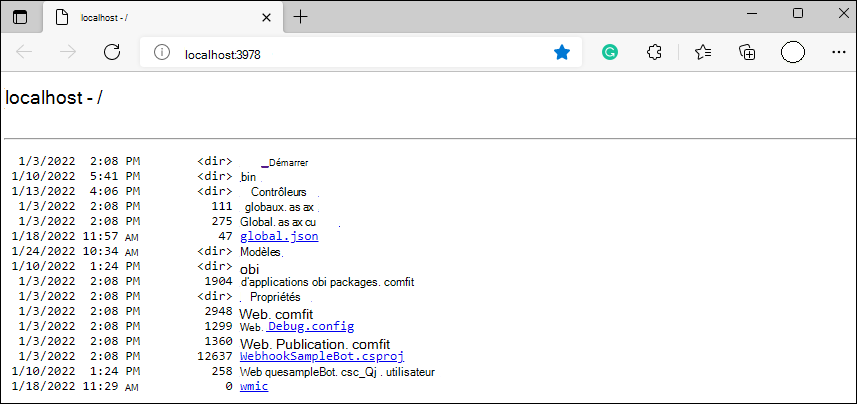 localhost - /
localhost:3978
localhost - /
1/3/2022 2:08 PM <dir> _Démarrer
1/10/2022 5:41 PM <dir> bin
1/13/2022 4:06 PM <dir> Contrôleurs
1/3/2022 2:08 PM 111 globaux. as ax
1/3/2022 2:08 PM 275 Global. as ax cu
1/18/2022 11:57 AM 47 global.json
1/24/2022 10:34 AM <dir> Modèles
1/10/2022 1:24 PM <dir> obi
1/3/2022 2:08 PM 1904 d'applications obi packages. comfit
1/3/2022 2:08 PM <dir> Propriétés
1/3/2022 2:08 PM 2948 Web. comfit
1/3/2022 2:08 PM 1299 Web. Debug.config
1/3/2022 2:08 PM 1360 Web. Publication. comfit
1/3/2022 2:08 PM 12637 WebhookSampleBot.csproj
1/10/2022 1:24 PM 258 Web quesampleBot. csc_Qj . utilisateur
1/18/2022 11:29 AM 0 wmic